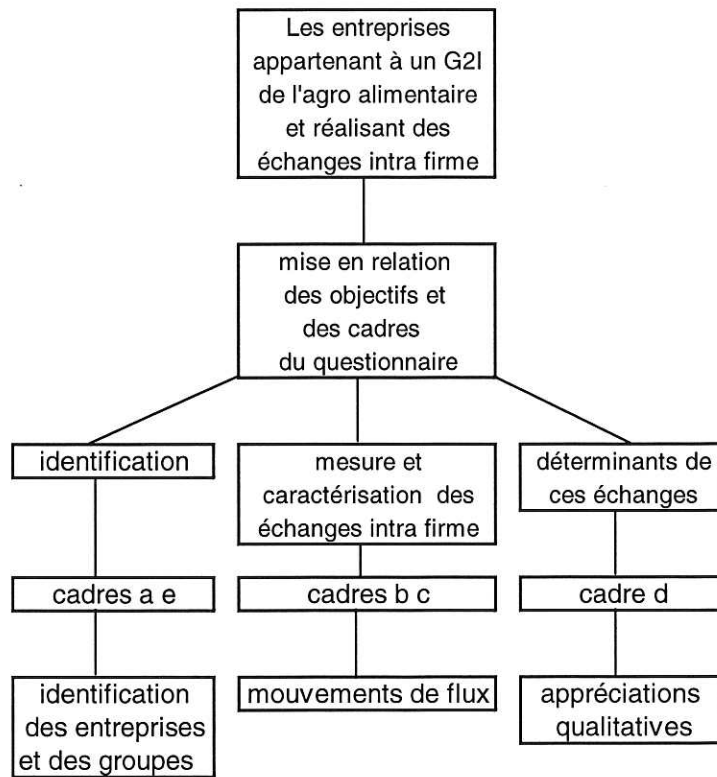 Les entreprises
appartenant à un G2I
de l'agro alimentaire
et réalisant des
échanges intra firme
mise en relation
des objectifs et
des cadres
du questionnaire
identification
mesure et
caractérisation des
échanges intra firme
déterminants de
ces échanges
cadres a e
cadres b c
cadre d
identification
des entreprises
et des groupes
mouvements de flux
appréciations
qualitatives